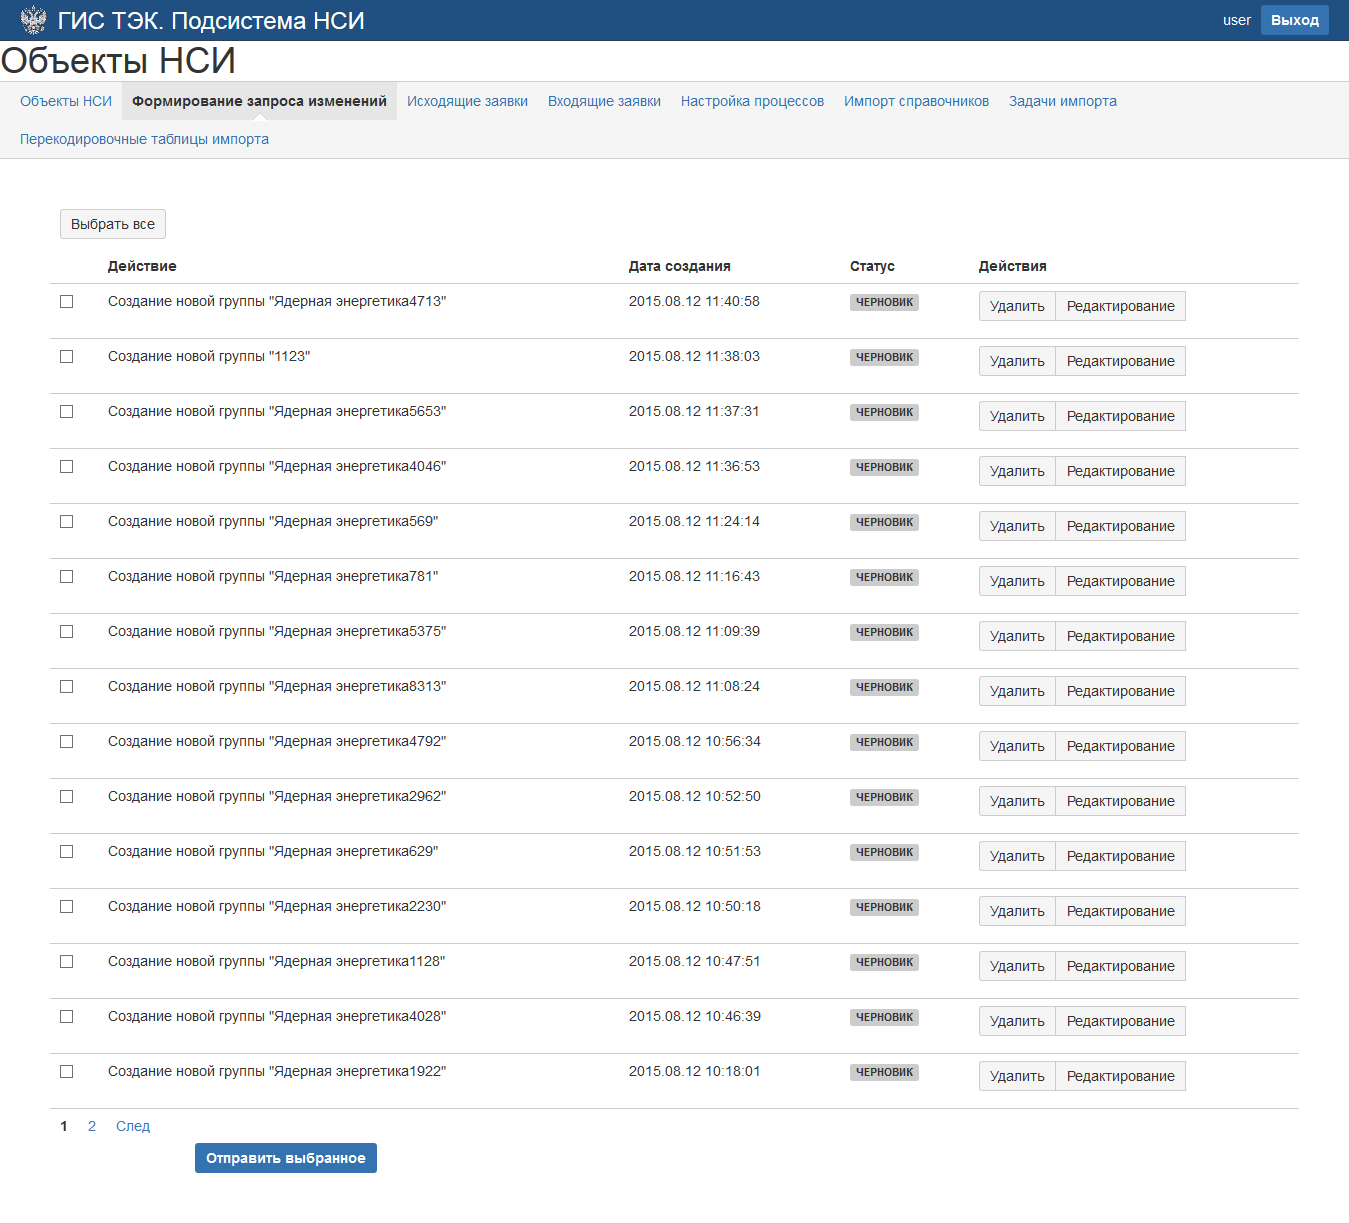 ГИС ТЭК. Подсистема НСИ user Выход
Объекты НСИ
Объекты НСИ Формирование запроса изменений Исходящие заявки Входящие заявки Настройка процессов Импорт справочников Задачи импорта
Перекодировочные таблицы импорта
Выбрать все
Действие Дата создания Статус Действия
Создание новой группы "Ядерная энергетика4713" 2015.08.12 11:40:58 ЧЕРНОВИК Удалить Редактирование
Создание новой группы "1123" 2015.08.12 11:38:03 ЧЕРНОВИК Удалить Редактирование
Создание новой группы "Ядерная энергетика5653" 2015.08.12 11:37:31 ЧЕРНОВИК Удалить Редактирование
Создание новой группы "Ядерная энергетика4046" 2015.08.12 11:36:53 ЧЕРНОВИК Удалить Редактирование
Создание новой группы "Ядерная энергетика569" 2015.08.12 11:24:14 ЧЕРНОВИК Удалить Редактирование
Создание новой группы "Ядерная энергетика781" 2015.08.12 11:16:43 ЧЕРНОВИК Удалить Редактирование
Создание новой группы "Ядерная энергетика5375" 2015.08.12 11:09:39 ЧЕРНОВИК Удалить Редактирование
Создание новой группы "Ядерная энергетика8313" 2015.08.12 11:08:24 ЧЕРНОВИК Удалить Редактирование
Создание новой группы "Ядерная энергетика4792" 2015.08.12 10:56:34 ЧЕРНОВИК Удалить Редактирование
Создание новой группы "Ядерная энергетика2962" 2015.08.12 10:52:50 ЧЕРНОВИК Удалить Редактирование
Создание новой группы "Ядерная энергетика629" 2015.08.12 10:51:53 ЧЕРНОВИК Удалить Редактирование
Создание новой группы "Ядерная энергетика2230" 2015.08.12 10:50:18 ЧЕРНОВИК Удалить Редактирование
Создание новой группы "Ядерная энергетика1128" 2015.08.12 10:47:51 ЧЕРНОВИК Удалить Редактирование
Создание новой группы "Ядерная энергетика4028" 2015.08.12 10:46:39 ЧЕРНОВИК Удалить Редактирование
Создание новой группы "Ядерная энергетика1922" 2015.08.12 10:18:01 ЧЕРНОВИК Удалить Редактирование
1 2 След
Отправить выбранное